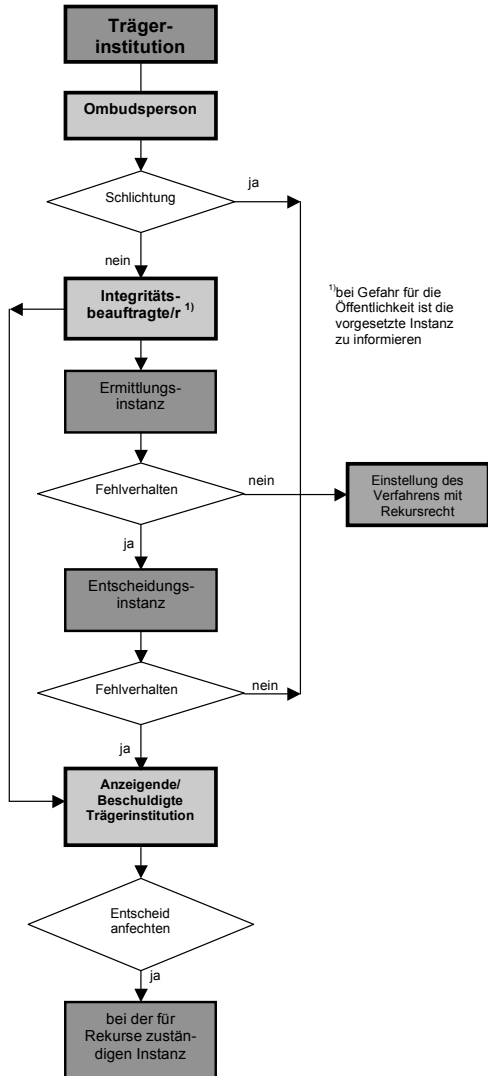 Träger-
institution
Ombudsperson
Schlichtung
ja
nein
Integritäts-
beauftragte/r 1)
1)bei Gefahr für die
Öffentlichkeit ist die
vorgesetzte Instanz
zu informieren
Ermittlungs-
instanz
Fehlverhalten
nein
Einstellung des
Verfahrens mit
Rekursrecht
ja
Entscheidungs-
instanz
Fehlverhalten
nein
ja
Anzeigende/
Beschuldigte
Trägerinstitution
Entscheid
anfechten
ja
bei der für
Rekurse zustän-
digen Instanz